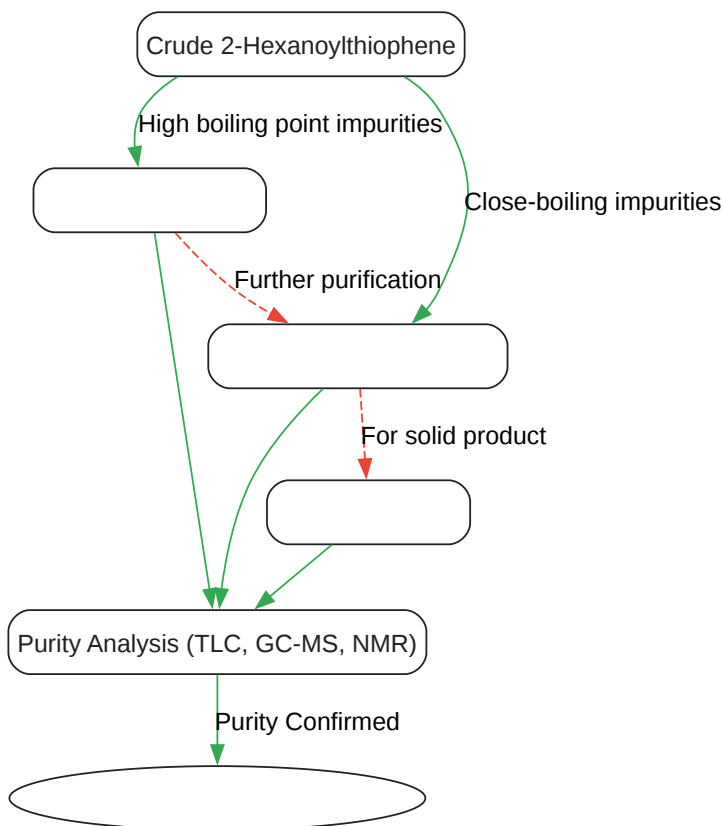 Crude 2-Hexanoylthiophene
High boiling point impurities
Close-boiling impurities
Further purification
For solid product
Purity Analysis (TLC, GC-MS, NMR)
Purity Confirmed